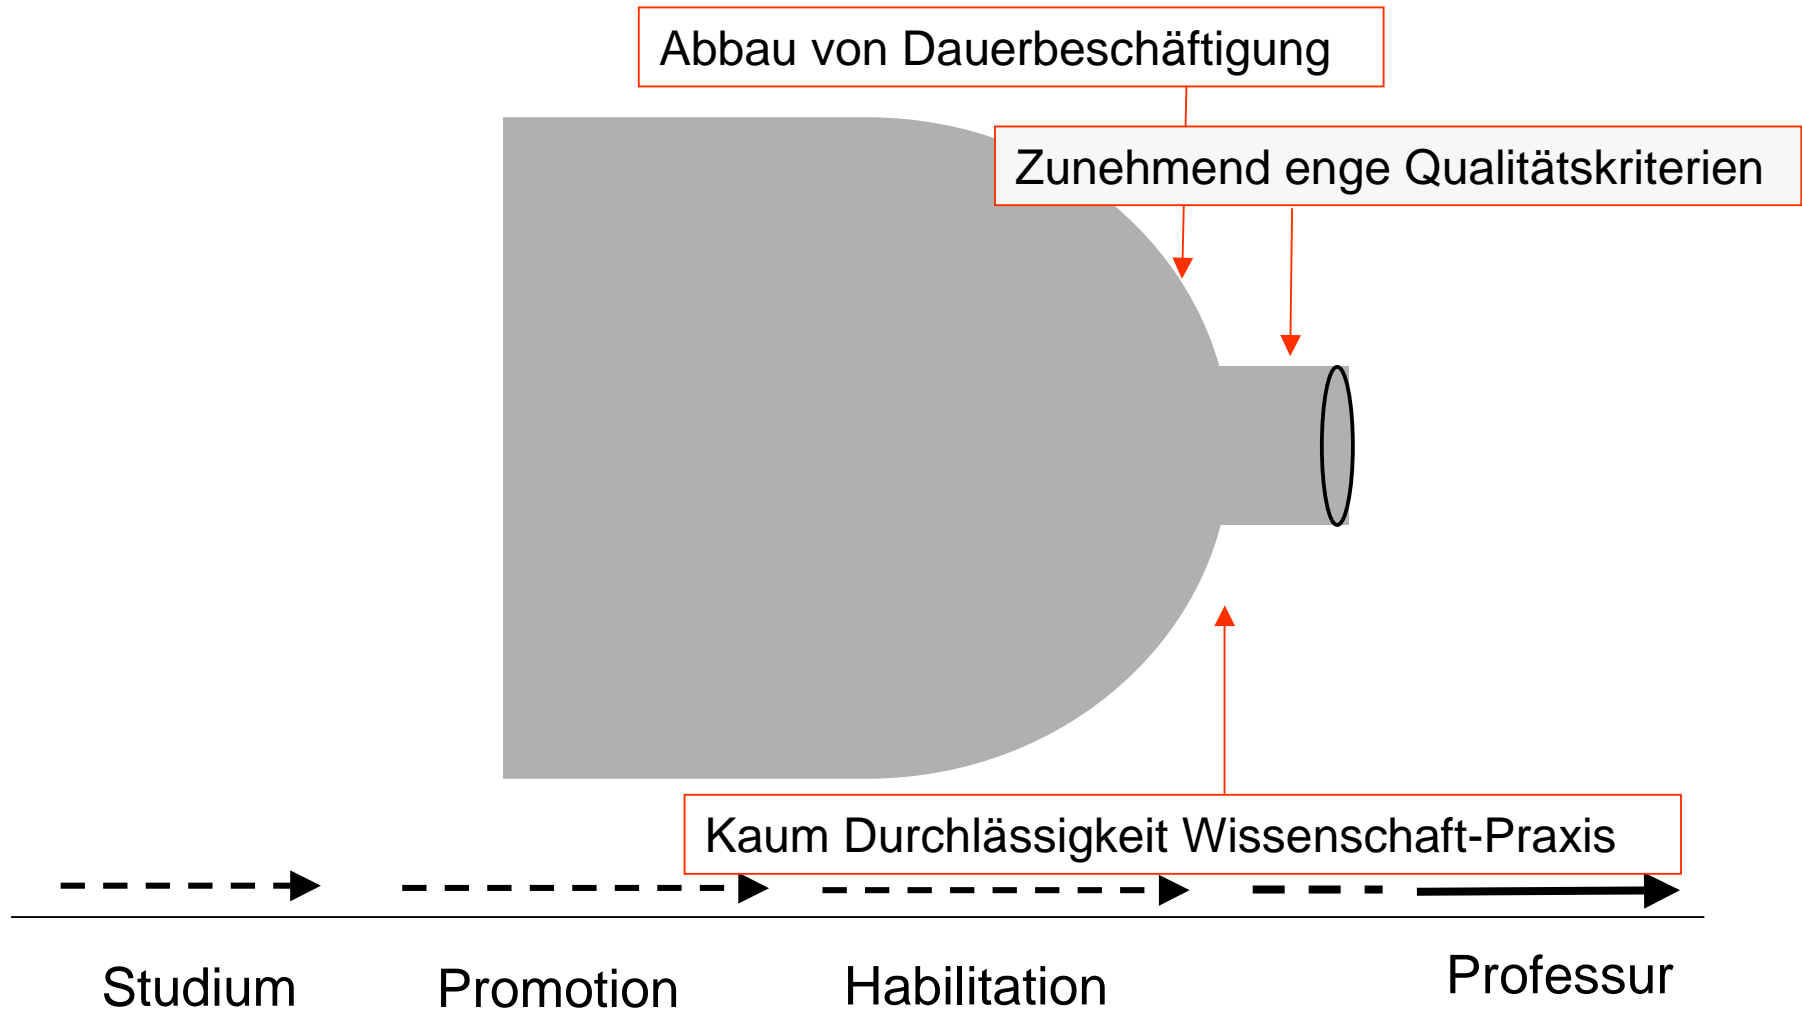 Abbau von Dauerbeschäftigung
Zunehmend enge Qualitätskriterien
Kaum Durchlässigkeit Wissenschaft-Praxis
Studium
Promotion
Habilitation
Professur